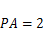 PA = 2